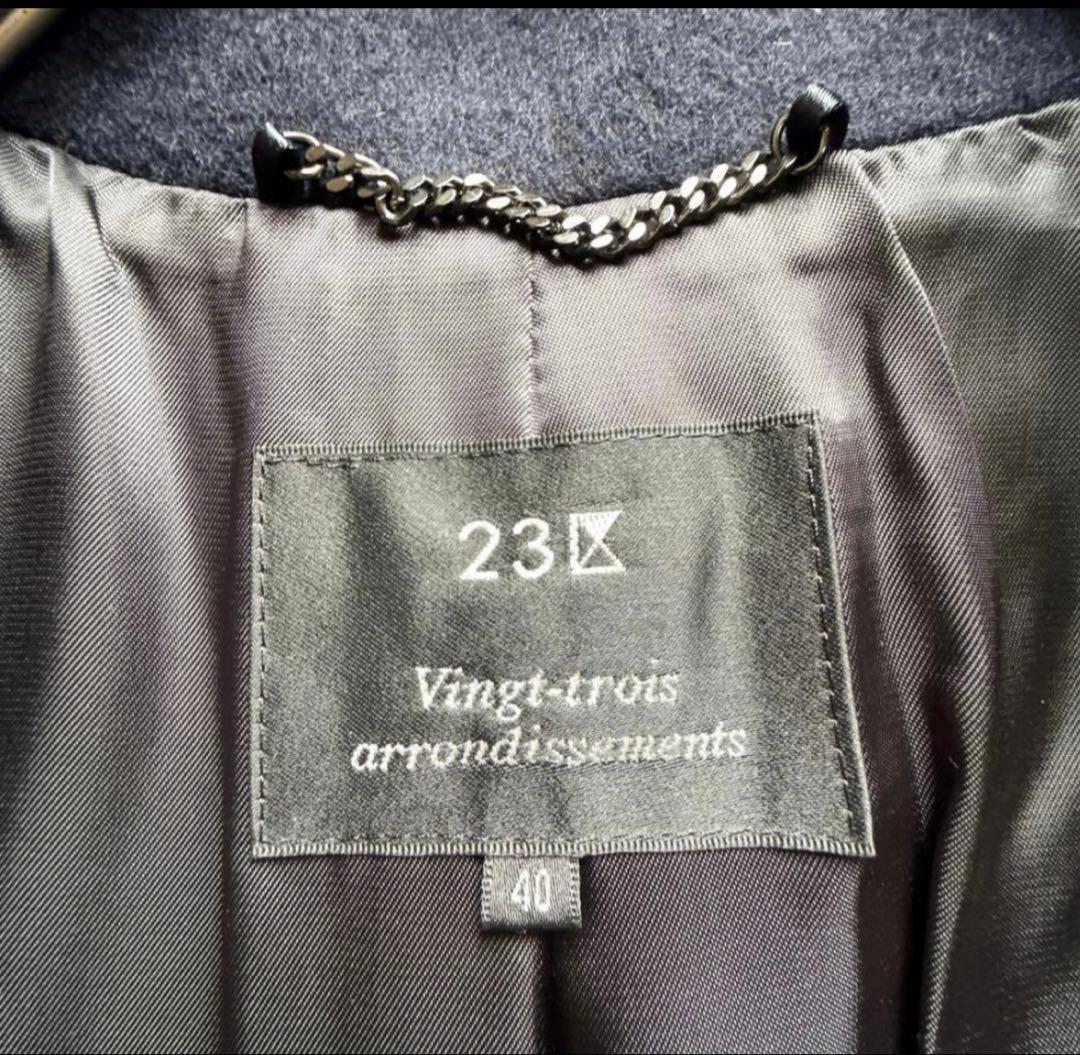 23区
Vingt-trois
arrondissements
40